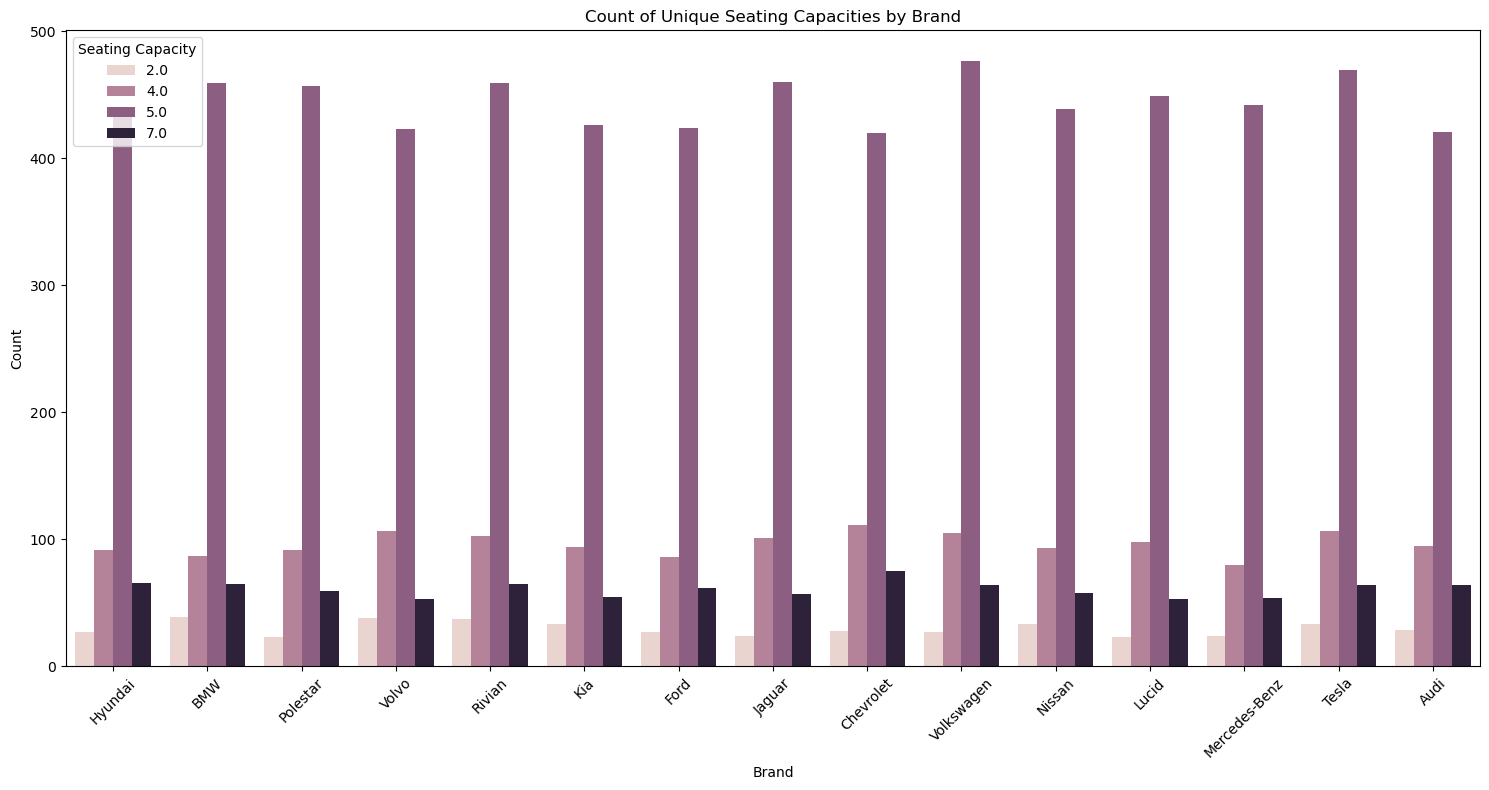 Count of Unique Seating Capacities by Brand
500
400
300
200
100
0
Count
Seating Capacity
2.0
4.0
5.0
7.0
Hyundai
BMW
Polestar
Volvo
Rivian
Kia
Ford
Jaguar
Chevrolet
Volkswagen
Nissan
Lucid
Mercedes-Benz
Tesla
Audi
Brand